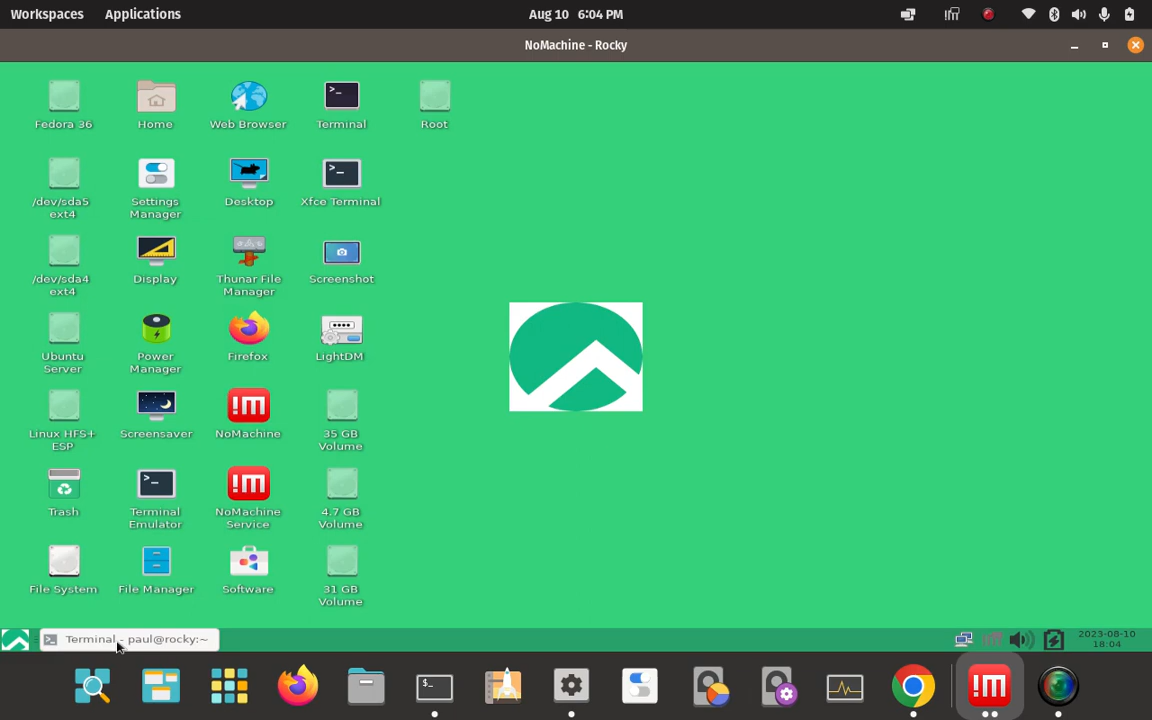 Workspaces Applications Aug 10 6:04 PM
NoMachine - Rocky
Fedora 36 Home Web Browser Terminal Root
/dev/sda5 ext4
Settings Manager
Desktop
Xfce Terminal
/dev/sda4 ext4
Display
Thunar File Manager
Screenshot
Ubuntu Server
Power Manager
Firefox
LightDM
Linux HFS+ ESP
Screensaver
!M
NoMachine
35 GB Volume
Trash
Terminal Emulator
!M
NoMachine Service
4.7 GB Volume
File System
File Manager
Software
31 GB Volume
Terminal - paul@rocky:~
2023-08-10
18:04
$_
!M